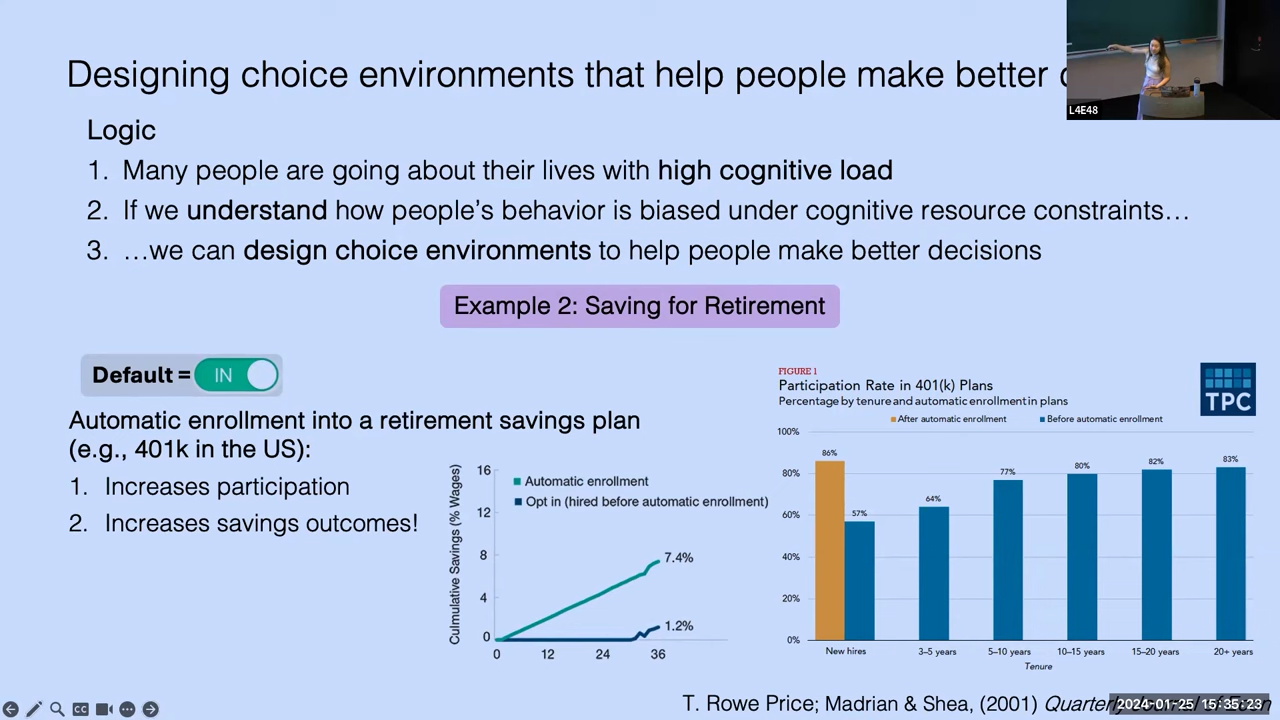 Designing choice environments that help people make better
L4E48
Logic
1. Many people are going about their lives with high cognitive load
2. If we understand how people's behavior is biased under cognitive resource constraints…
3. …we can design choice environments to help people make better decisions
Example 2: Saving for Retirement
Default = IN
Automatic enrollment into a retirement savings plan
(e.g., 401k in the US):
1. Increases participation
2. Increases savings outcomes!
Culmulative Savings (% Wages)
16
12
8
4
0
Automatic enrollment
Opt in (hired before automatic enrollment)
7.4%
1.2%
0 12 24 36
FIGURE 1
Participation Rate in 401(k) Plans
Percentage by tenure and automatic enrollment in plans
TPC
After automatic enrollment Before automatic enrollment
100%
80%
60%
40%
20%
0%
86% 57% 64% 77% 80% 82% 83%
New hires 3–5 years 5–10 years 10–15 years 15–20 years 20+ years
Tenure
T. Rowe Price; Madrian & Shea, (2001)
2024-01-25 15:35:23
CC